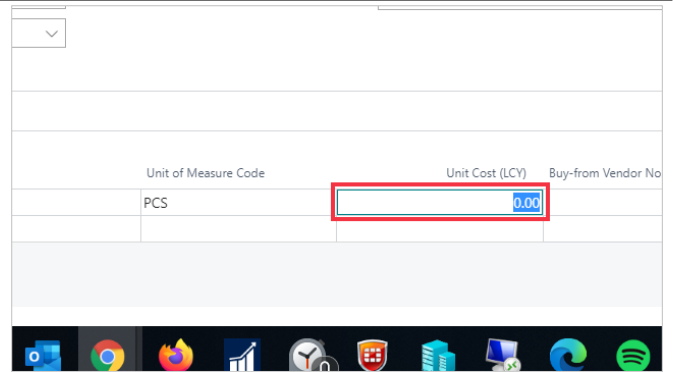 Unit of Measure Code Unit Cost (LCY) Buy-from Vendor No
PCS 0.00